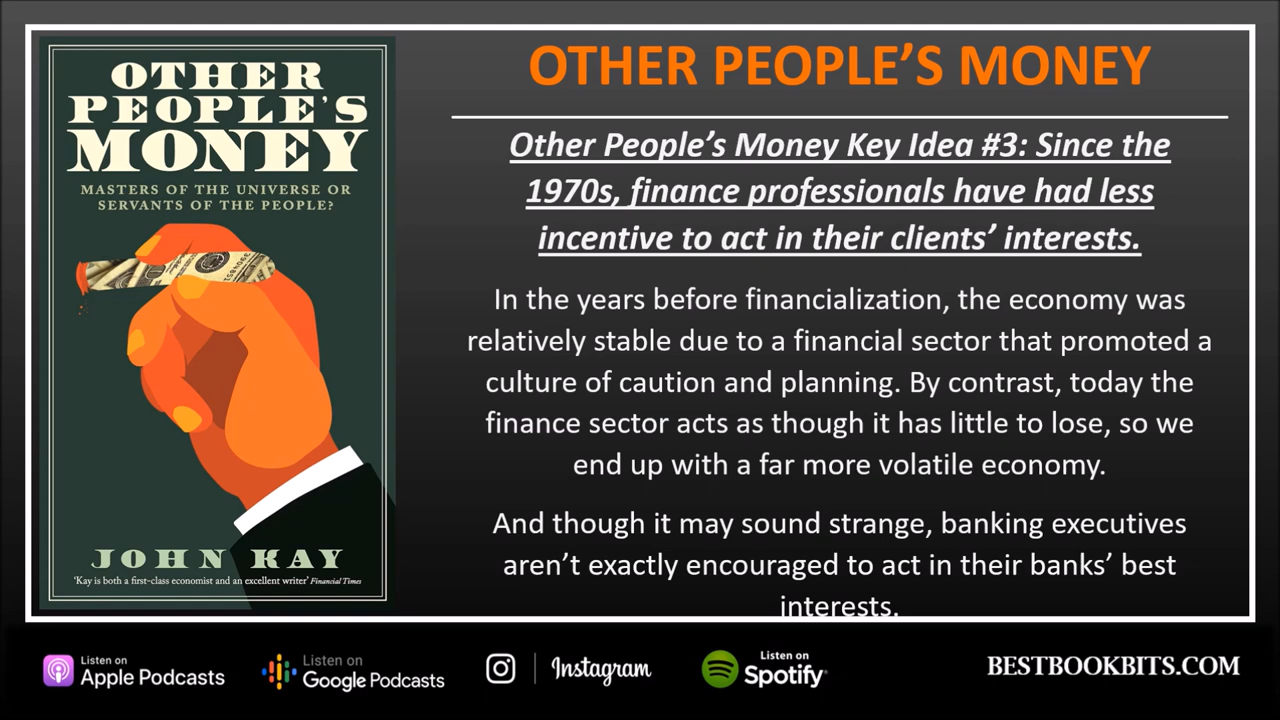 OTHER
PEOPLE'S
MONEY
MASTERS OF THE UNIVERSE OR
SERVANTS OF THE PEOPLE?
JOHN KAY
'Kay is both a first-class economist and an excellent writer' Financial Times
OTHER PEOPLE'S MONEY
Other People's Money Key Idea #3: Since the
1970s, finance professionals have had less
incentive to act in their clients' interests.
In the years before financialization, the economy was
relatively stable due to a financial sector that promoted a
culture of caution and planning. By contrast, today the
finance sector acts as though it has little to lose, so we
end up with a far more volatile economy.
And though it may sound strange, banking executives
aren't exactly encouraged to act in their banks' best
interests.
Listen on
Apple Podcasts
Listen on
Google Podcasts
Instagram
Listen on
Spotify
BESTBOOKBITS.COM